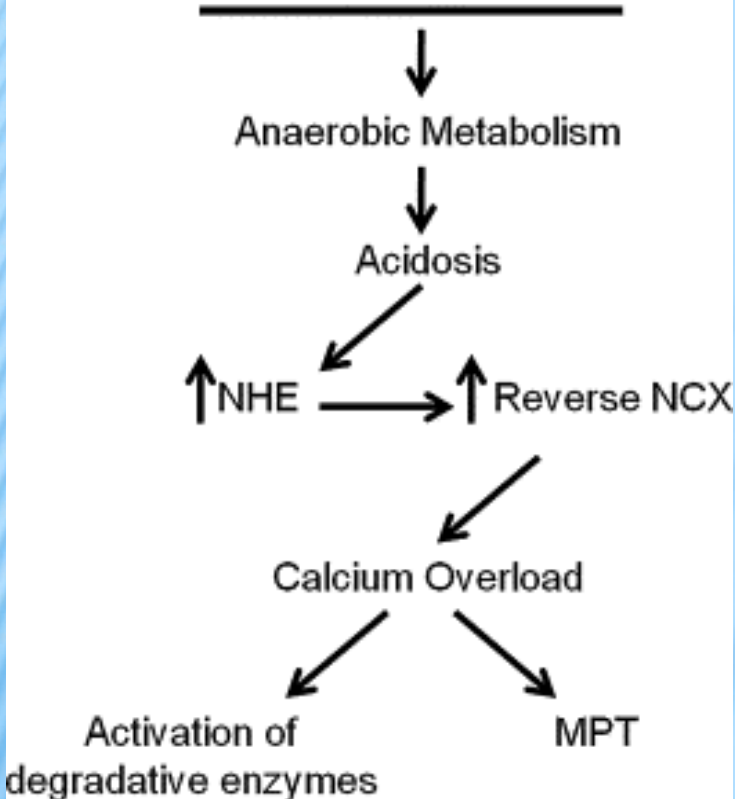 Anaerobic Metabolism
Acidosis
NHE
Reverse NCX
Calcium Overload
Activation of
degradative enzymes
MPT